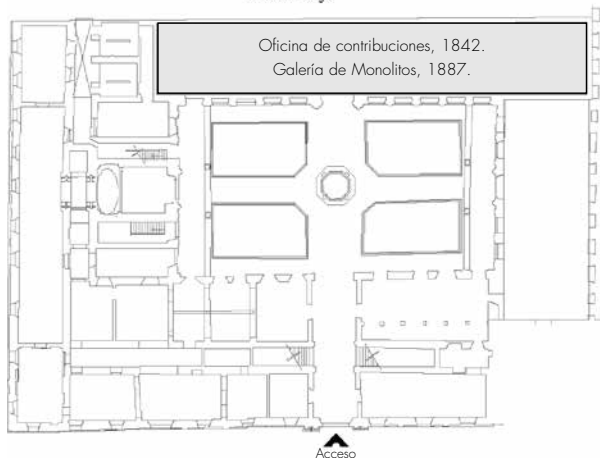 Oficina de contribuciones, 1842.
Galería de Monolitos, 1887.
Acceso